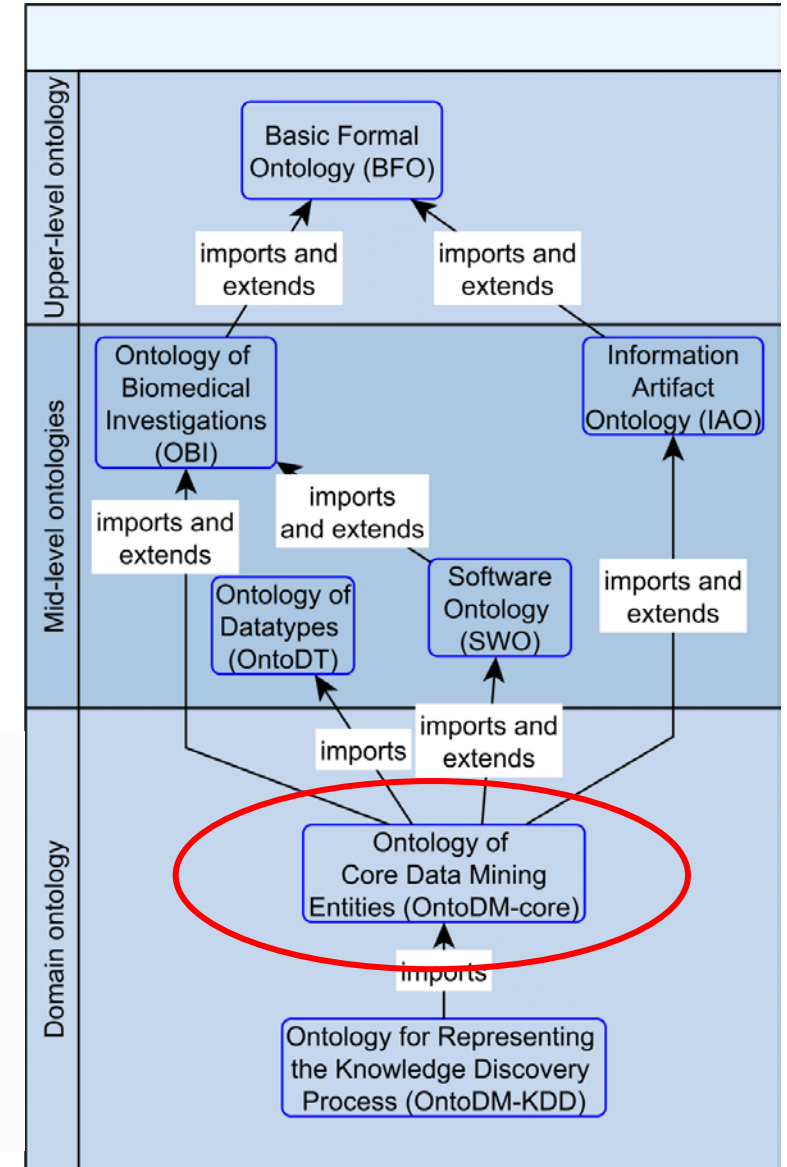 Upper-level ontology
Basic Formal
Ontology (BFO)
imports and
extends
imports and
extends
Mid-level ontologies
Ontology of
Biomedical
Investigations
(OBI)
Information
Artifact
Ontology (IAO)
imports
and extends
imports and
extends
Software
Ontology
(SWO)
Ontology of
Datatypes
(OntoDT)
imports and
extends
imports
imports and
extends
Domain ontology
Ontology of
Core Data Mining
Entities (OntoDM-core)
imports
Ontology for Representing
the Knowledge Discovery
Process (OntoDM-KDD)